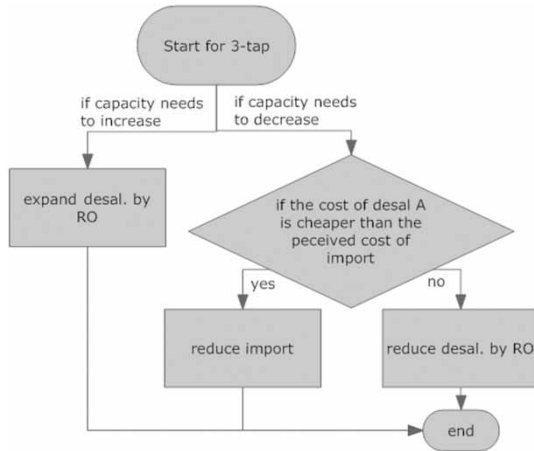 Start for 3-tap
if capacity needs
to increase
if capacity needs
to decrease
expand desal. by
RO
if the cost of desal A
is cheaper than the
peceived cost of
import
yes
no
reduce import
reduce desal. by RO
end